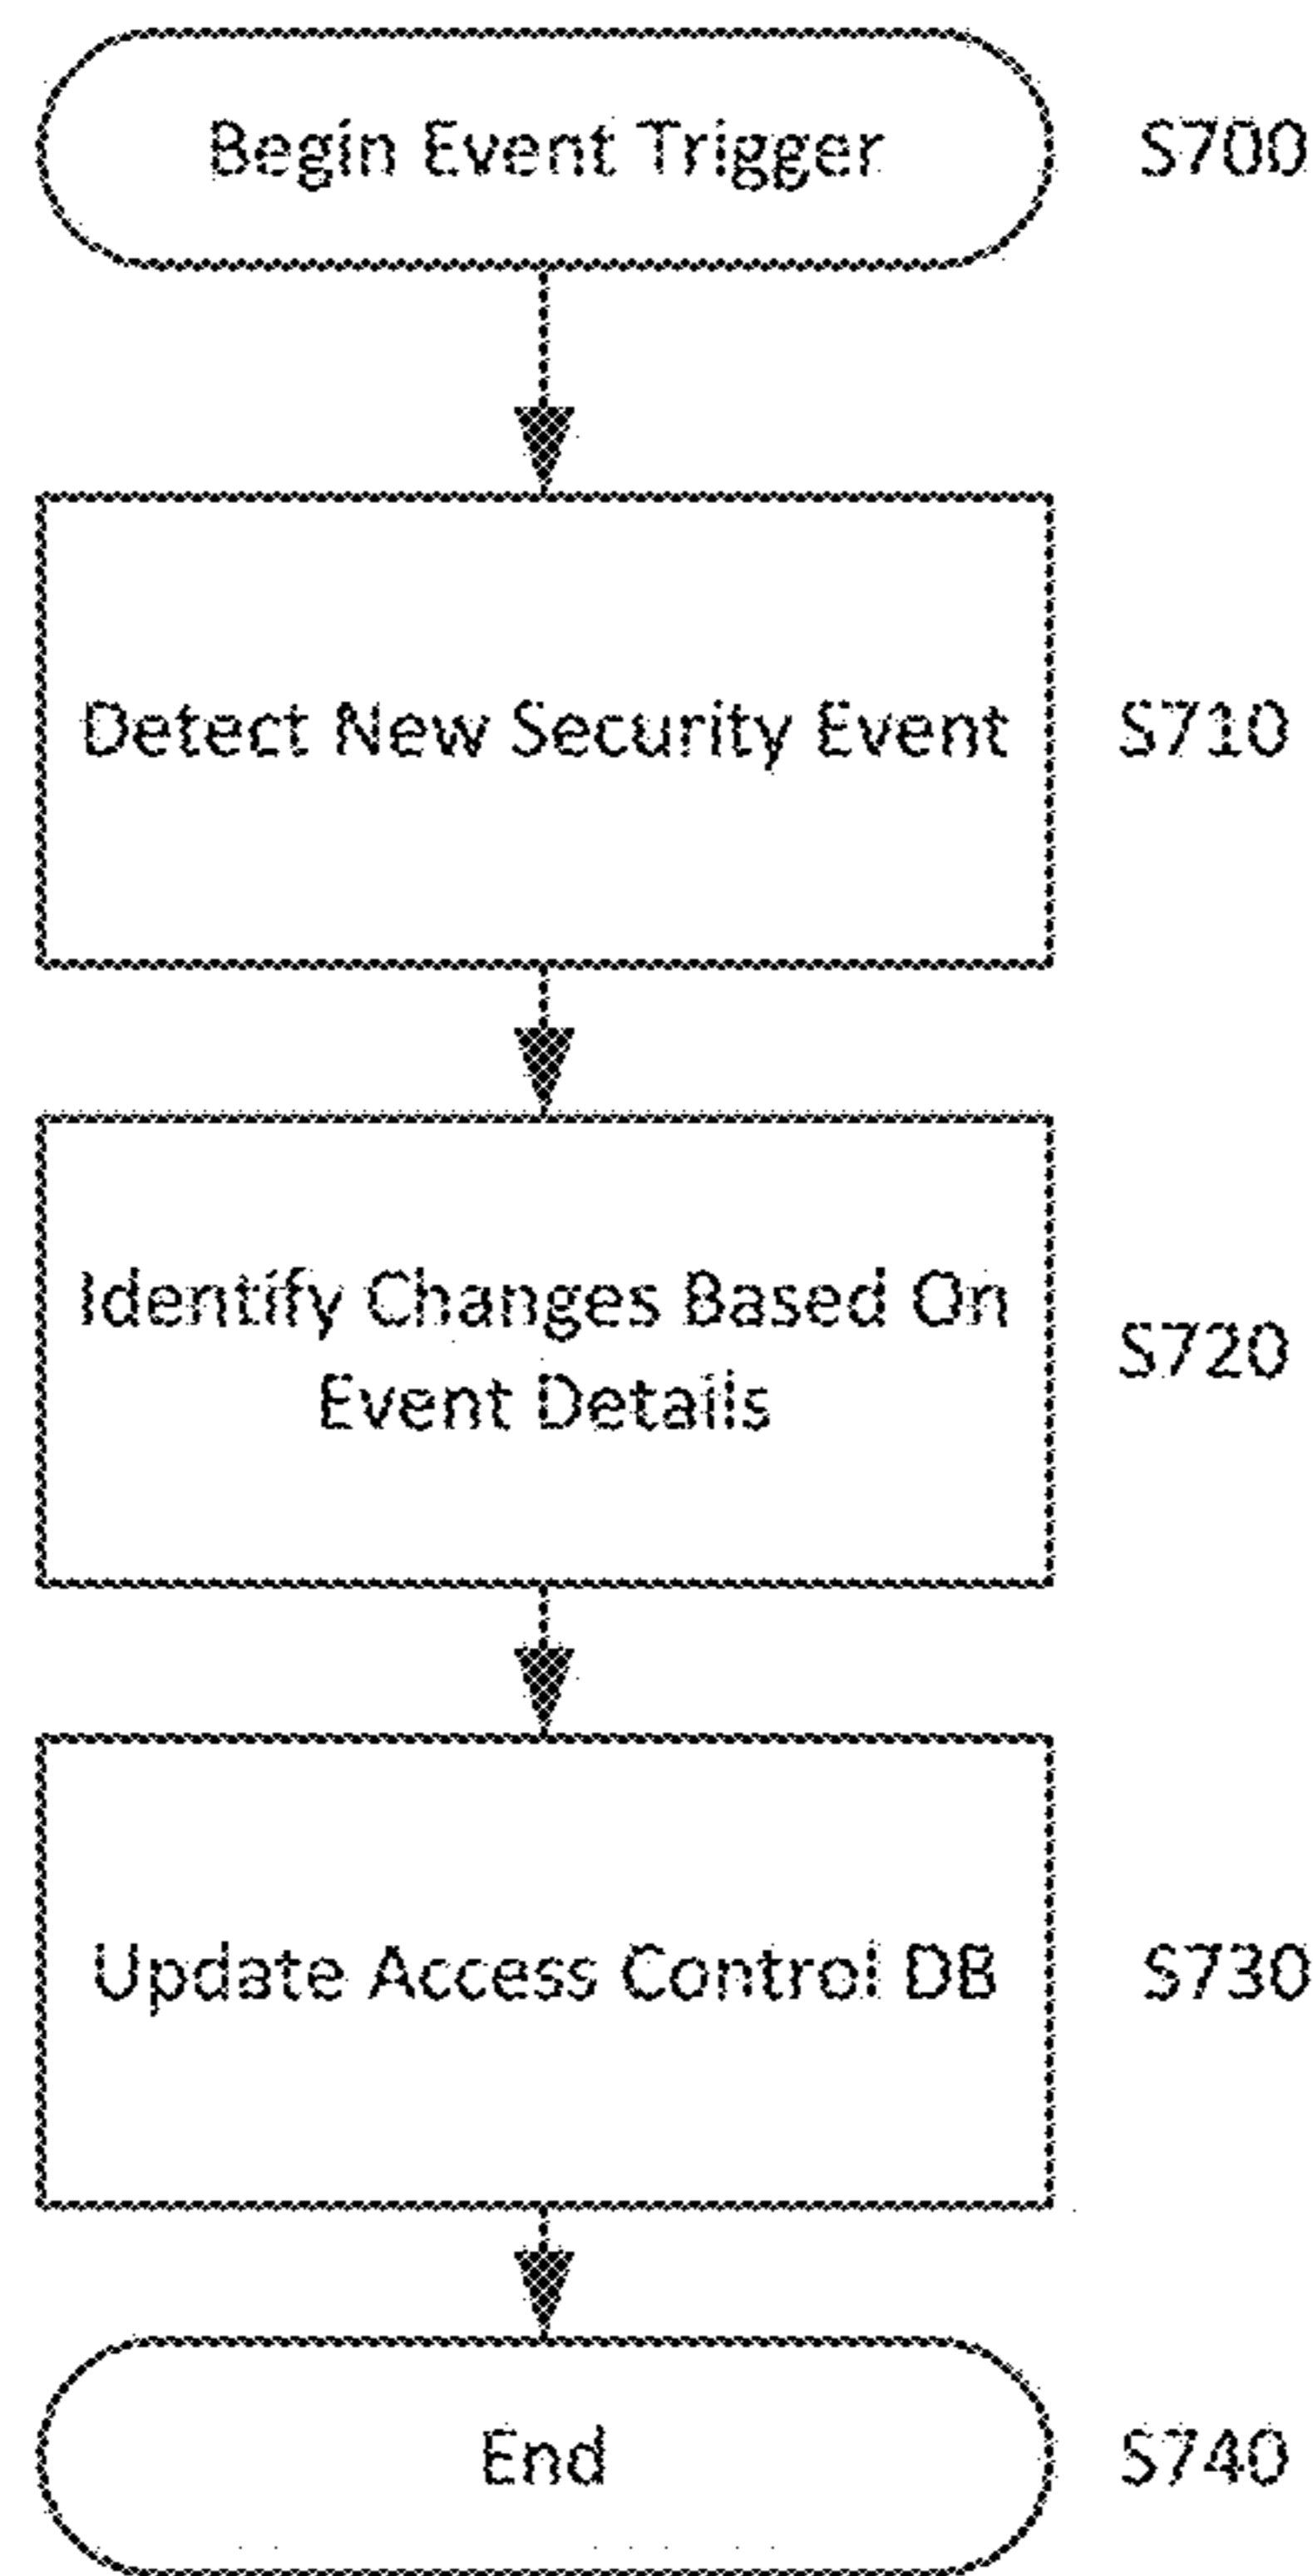 Begin Event Trigger S700
Detect New Security Event S710
Identify Changes Based On
Event Details
S720
Update Access Control DB S730
End S740